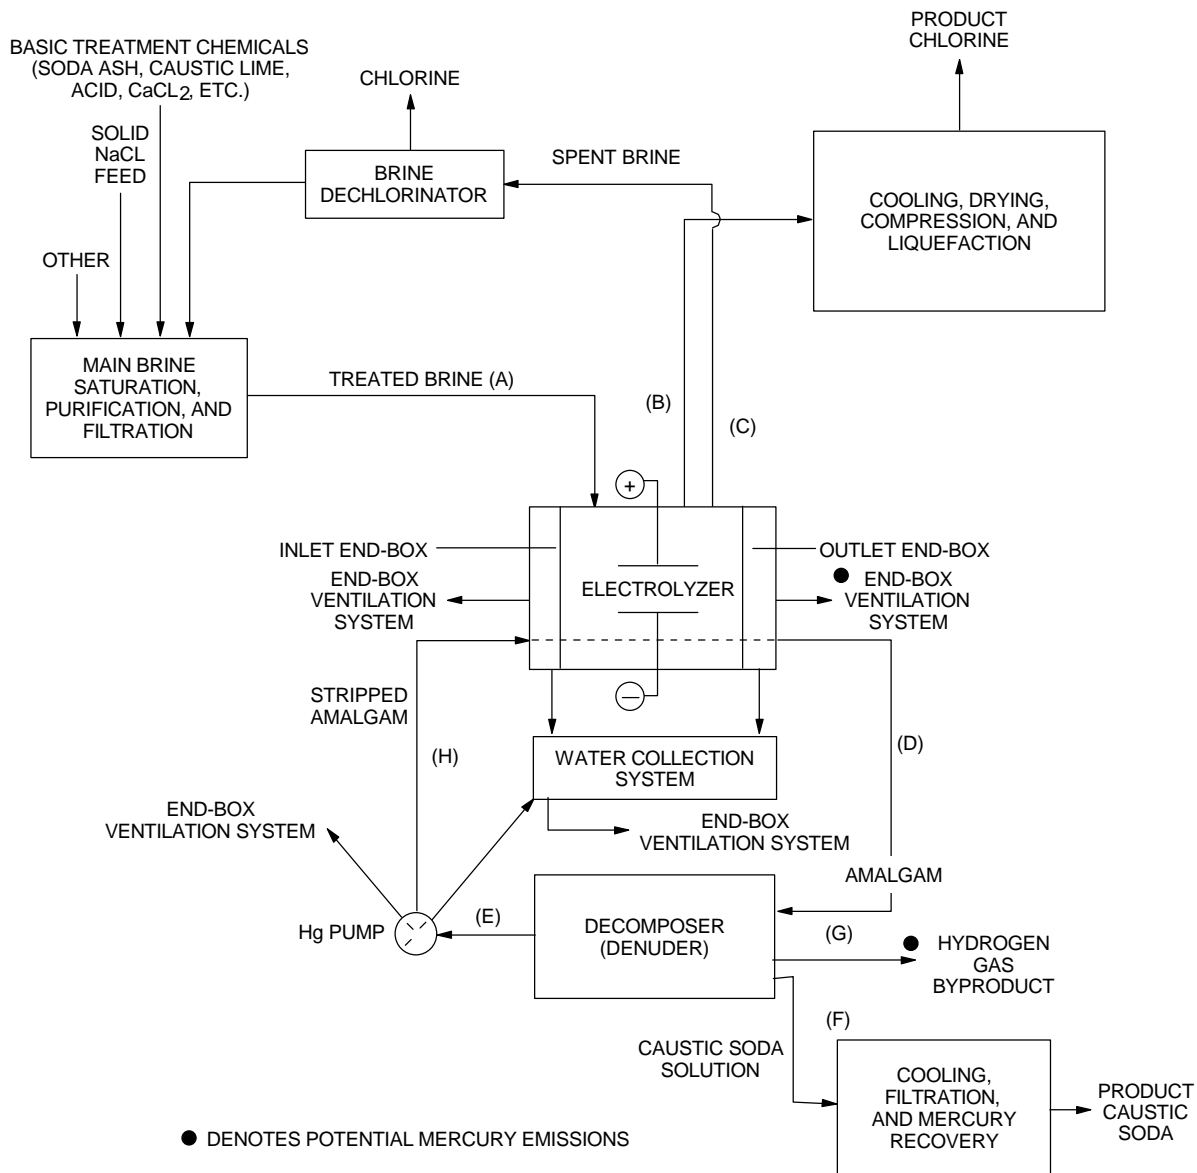 PRODUCT
CHLORINE
BASIC TREATMENT CHEMICALS
(SODA ASH, CAUSTIC LIME,
ACID, CaCL2, ETC.)
CHLORINE
SOLID
NaCL
FEED
SPENT BRINE
BRINE
DECHLORINATOR
COOLING, DRYING,
COMPRESSION, AND
LIQUEFACTION
OTHER
MAIN BRINE
SATURATION,
PURIFICATION, AND
FILTRATION
TREATED BRINE (A)
(B)
(C)
+
INLET END-BOX
OUTLET END-BOX
END-BOX
VENTILATION
SYSTEM
ELECTROLYZER
END-BOX
VENTILATION
SYSTEM
—
STRIPPED
AMALGAM
(H)
(D)
WATER COLLECTION
SYSTEM
END-BOX
VENTILATION SYSTEM
END-BOX
VENTILATION SYSTEM
AMALGAM
Hg PUMP
(E)
DECOMPOSER
(DENUDER)
(G)
HYDROGEN
GAS
BYPRODUCT
(F)
CAUSTIC SODA
SOLUTION
COOLING,
FILTRATION,
AND MERCURY
RECOVERY
PRODUCT
CAUSTIC
SODA
● DENOTES POTENTIAL MERCURY EMISSIONS